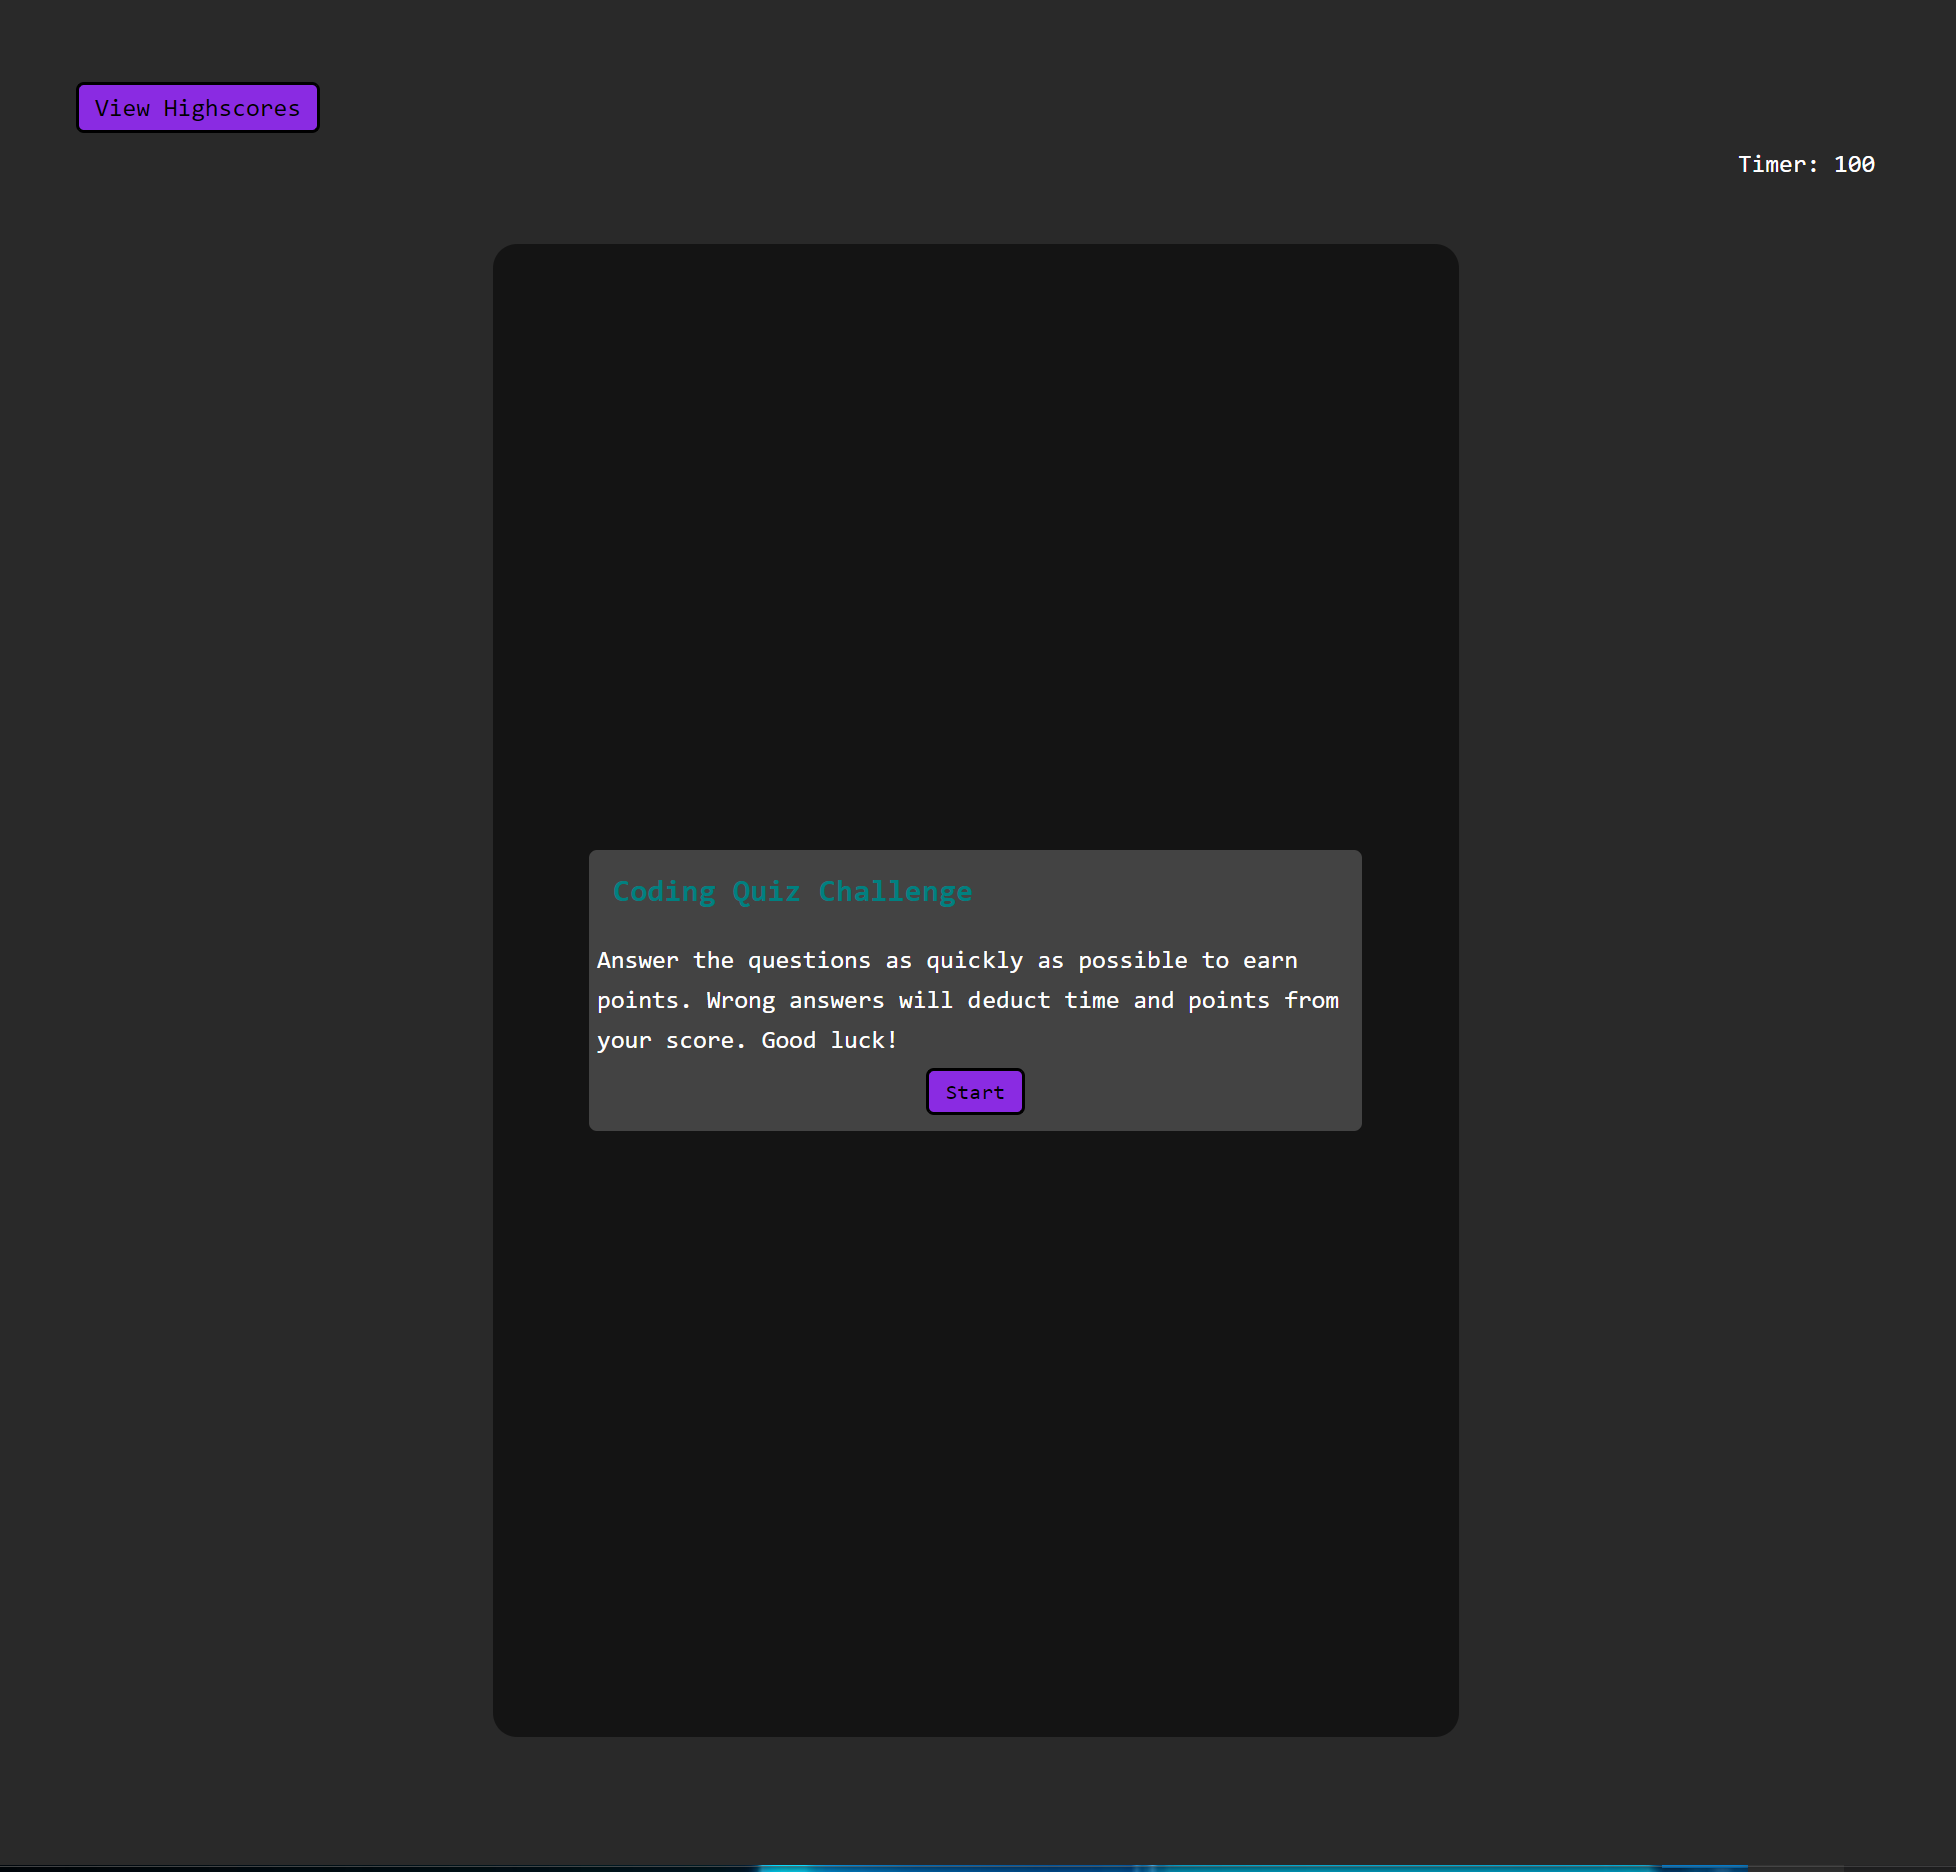 View Highscores
Timer: 100
Coding Quiz Challenge
Answer the questions as quickly as possible to earn
points. Wrong answers will deduct time and points from
your score. Good luck!
Start